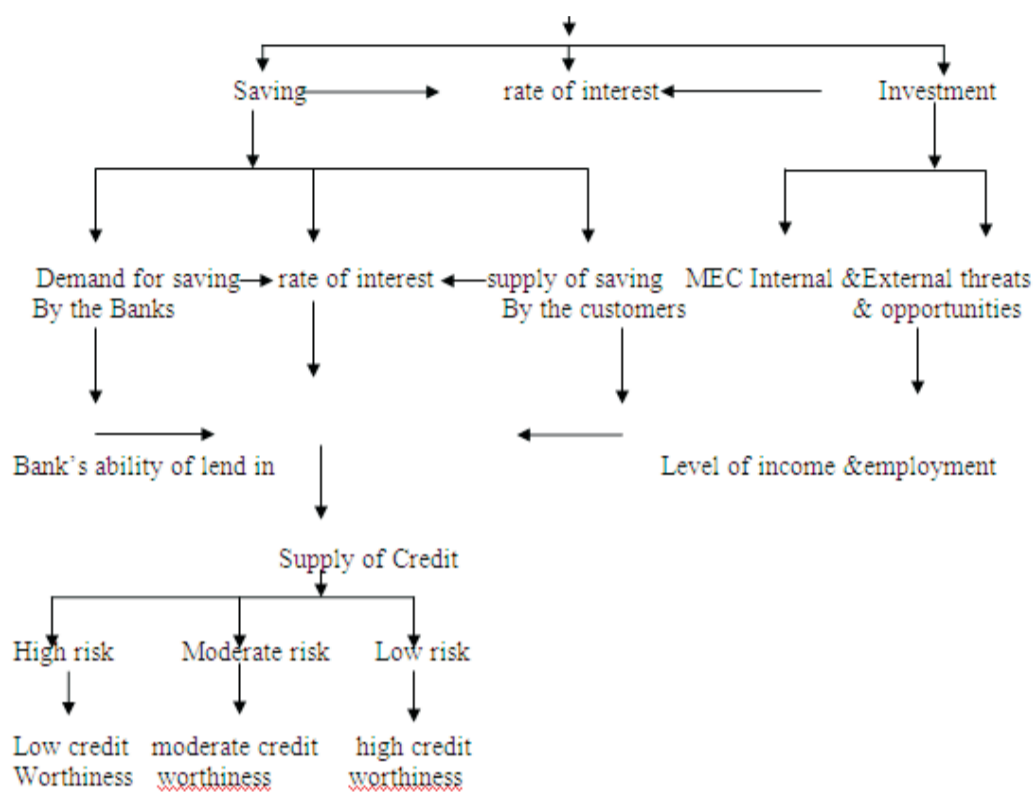 Saving rate of interest Investment
Demand for saving rate of interest supply of saving MEC Internal &External threats
By the Banks By the customers & opportunities
Bank's ability of lend in Level of income &employment
Supply of Credit
High risk Moderate risk Low risk
Low credit moderate credit high credit
Worthiness worthiness worthiness